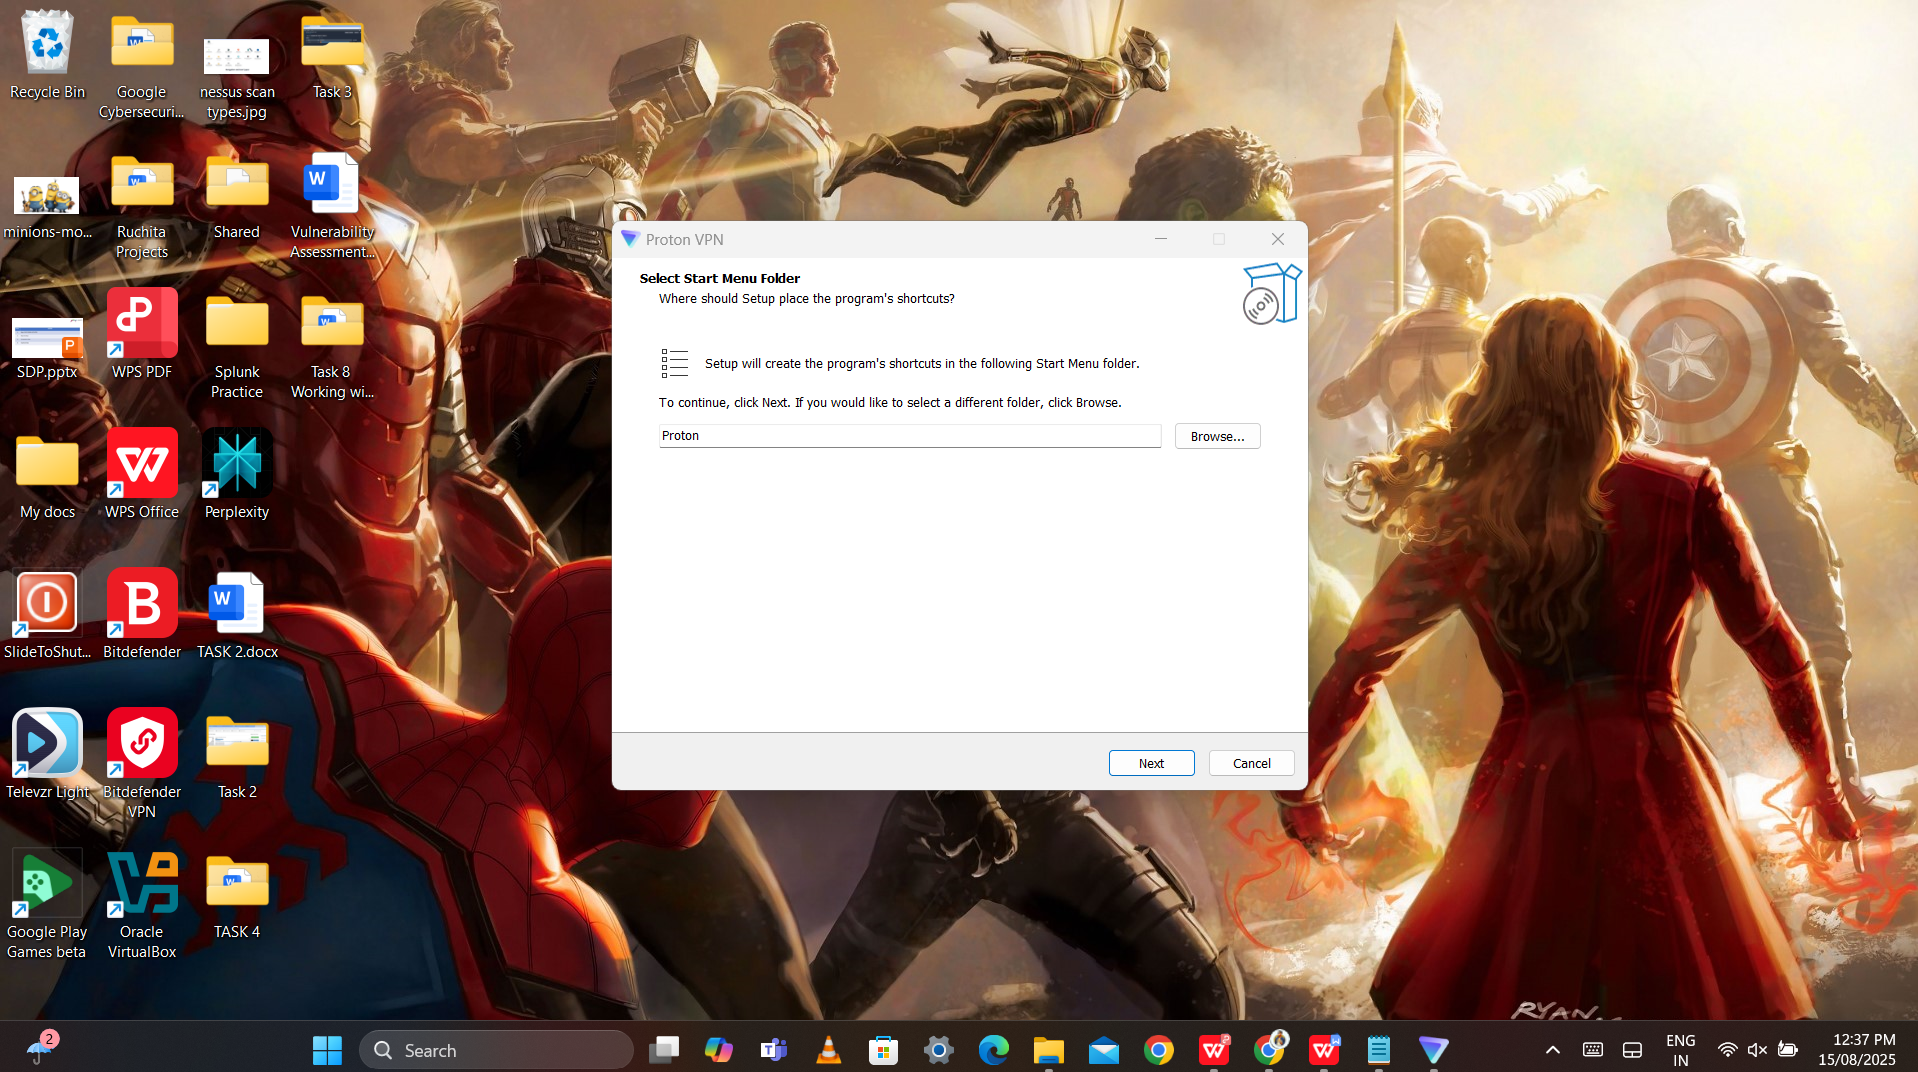 Recycle Bin
Google
Cybersecuri...
nessus scan
types.jpg
Task 3
minions-mo...
Ruchita
Projects
Shared
Vulnerability
Assessment...
SDP.pptx
WPS PDF
Splunk
Practice
Task 8
Working wi...
My docs
WPS Office
Perplexity
SlideToShut...
Bitdefender
TASK 2.docx
Televzr Light
Bitdefender
VPN
Task 2
Google Play
Games beta
Oracle
VirtualBox
TASK 4
Proton VPN
Select Start Menu Folder
Where should Setup place the program's shortcuts?
Setup will create the program's shortcuts in the following Start Menu folder.
To continue, click Next. If you would like to select a different folder, click Browse.
Proton
Browse...
Next
Cancel
RYAN
2
Search
ENG
IN
12:37 PM
15/08/2025